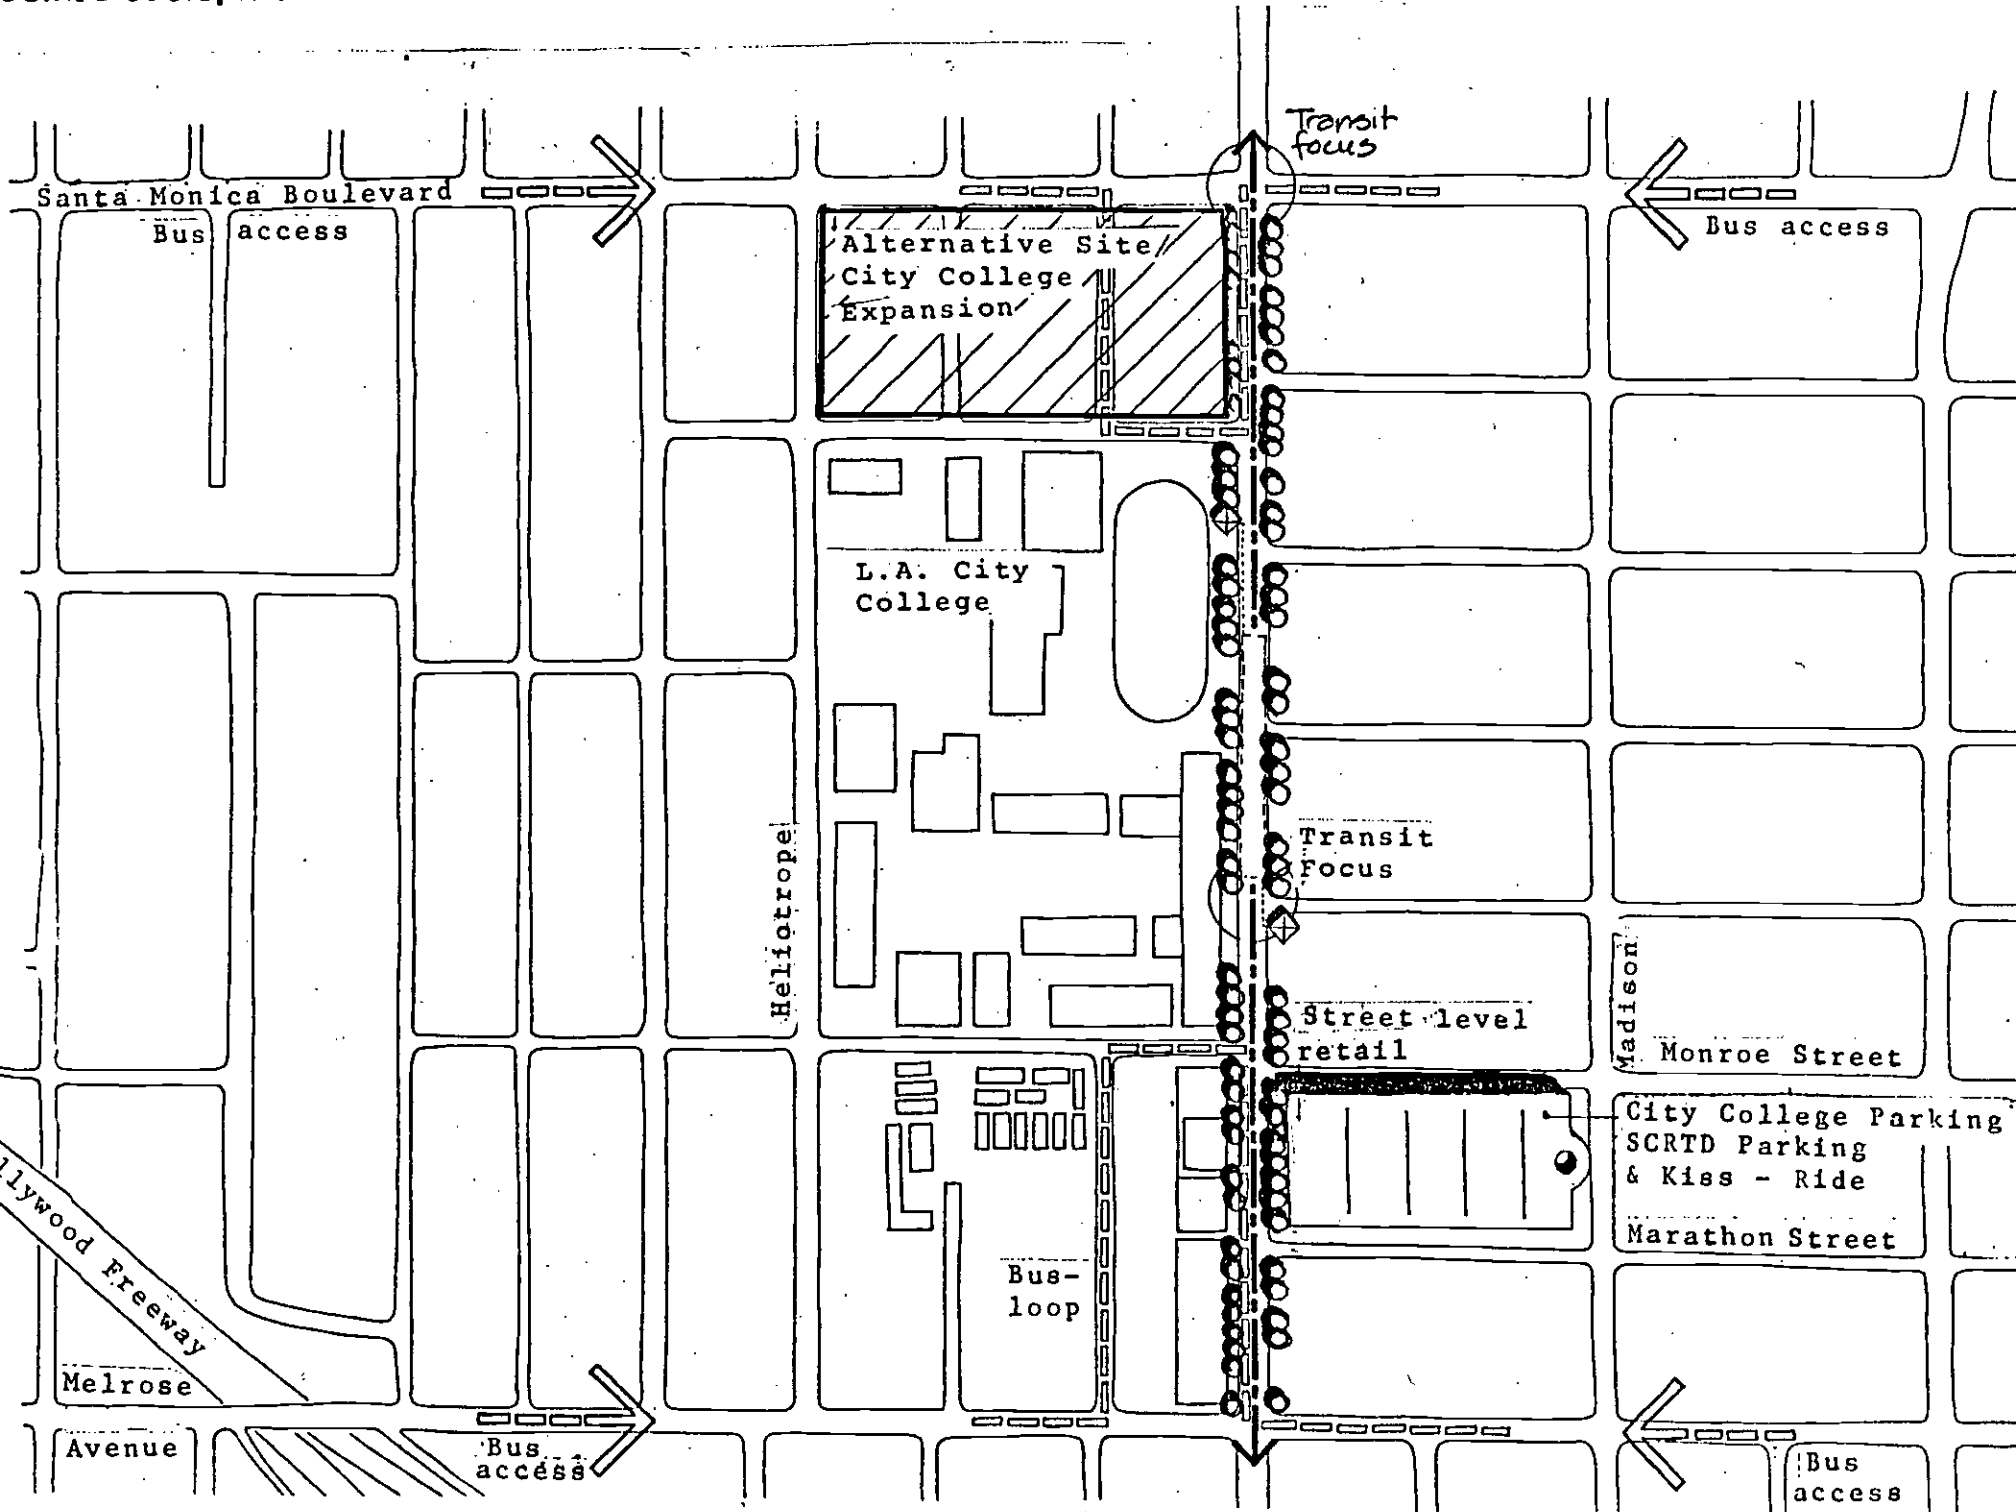 Transit
focus
Santa Monica Boulevard
Bus access
Bus access
Alternative Site
City College
Expansion
L.A. City
College
Heliotrope
Transit
Focus
Street level
retail
Madison
Monroe Street
City College Parking
SCRTD Parking
& Kiss - Ride
Marathon Street
Bus-
loop
llywood Freeway
Melrose
Avenue
Bus
access
Bus
access